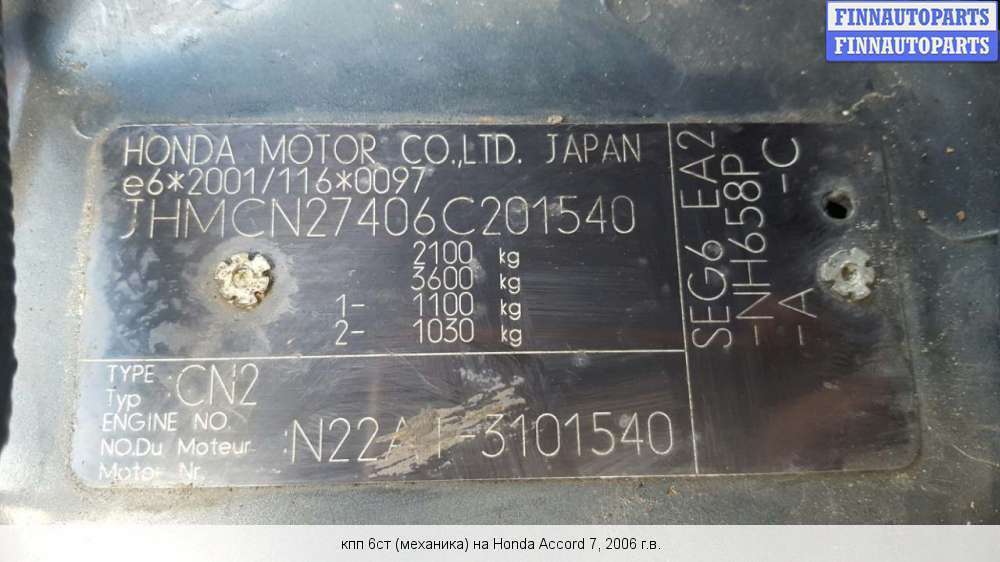 FINNAUTOPARTS
FINNAUTOPARTS
HONDA MOTOR CO.,LTD. JAPAN
e6*2001/116*0097
JHMCN27406C201540
2100 kg
3600 kg
1- 1100 kg
2- 1030 kg
TYPE :
Typ CN2
ENGINE NO.
NO.Du Moteur :N22A1-3101540
Motor Nr.
SEG6 EA2
-NH658P
-A -C
кпп 6ст (механика) на Honda Accord 7, 2006 г.в.